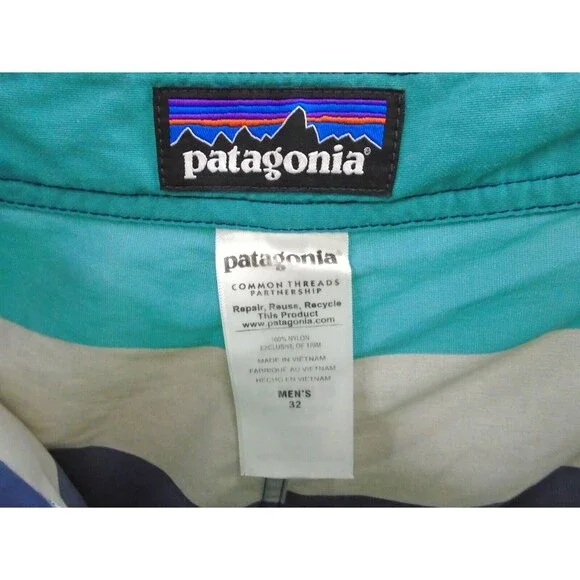 patagonia®
patagonia®
COMMON THREADS
PARTNERSHIP
Repair, Reuse, Recycle
This Product
www.patagonia.com
100% NYLON
EXCLUSIVE OF TRIM
MADE IN VIETNAM
FABRIQUÉ AU VIETNAM
HECHO EN VIETNAM
MEN'S
32